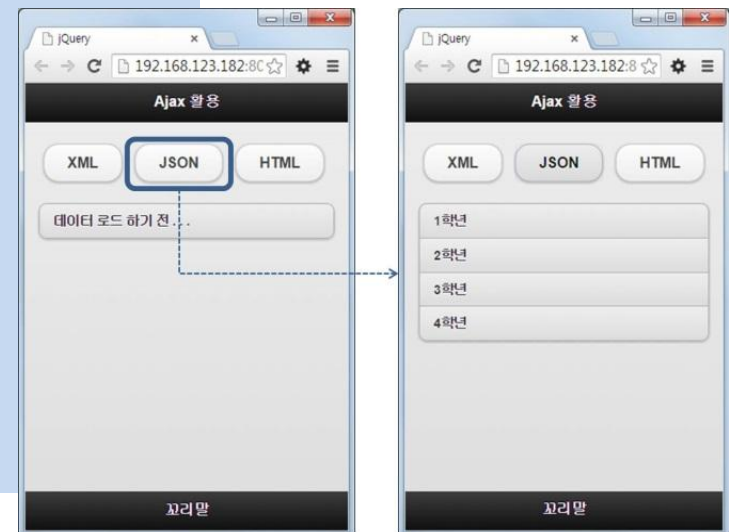 jQuery
192.168.123.182:80
Ajax 활용
XML JSON HTML
데이터 로드 하기 전 . . .
꼬리말
jQuery
192.168.123.182:8
Ajax 활용
XML JSON HTML
1학년
2학년
3학년
4학년
꼬리말